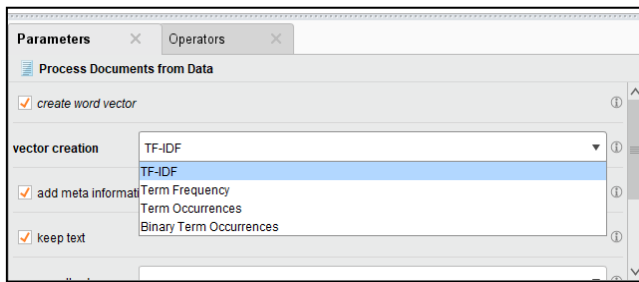 Parameters Operators
Process Documents from Data
create word vector
vector creation TF-IDF
TF-IDF
add meta informati Term Frequency
Term Occurrences
keep text Binary Term Occurrences